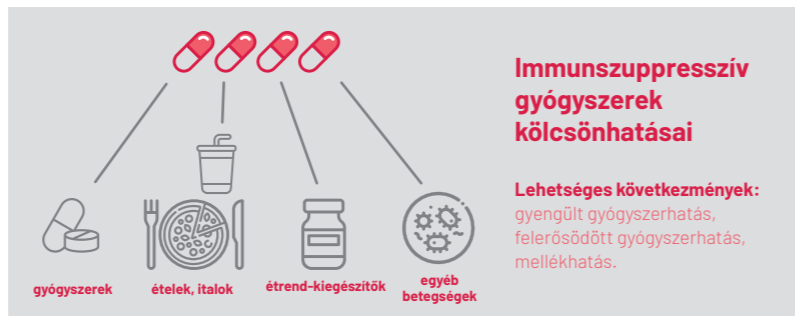 Immunszuppresszív
gyógyszerek
kölcsönhatásai
Lehetséges következmények:
gyengült gyógyszerhatás,
felerősödött gyógyszerhatás,
mellékhatás.
gyógyszerek
ételek, italok
étrend-kiegészítők
egyéb
betegségek